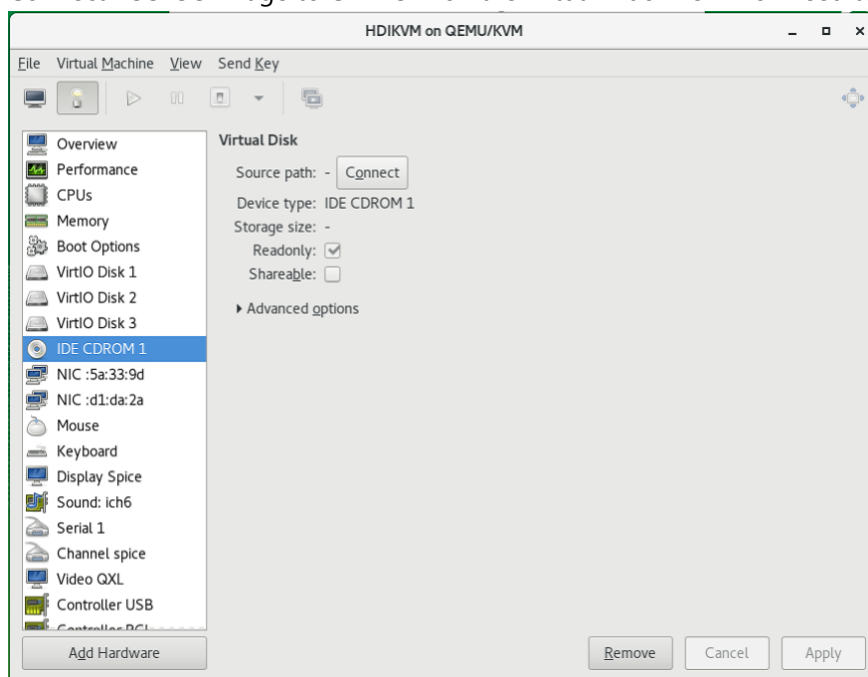 HDIKVM on QEMU/KVM
File Virtual Machine View Send Key
Overview
Performance
CPUs
Memory
Boot Options
VirtIO Disk 1
VirtIO Disk 2
VirtIO Disk 3
IDE CDROM 1
NIC :5a:33:9d
NIC :d1:da:2a
Mouse
Keyboard
Display Spice
Sound: ich6
Serial 1
Channel spice
Video QXL
Controller USB
Add Hardware
Virtual Disk
Source path: - Connect
Device type: IDE CDROM 1
Storage size: -
Readonly:
Shareable:
Advanced options
Remove Cancel Apply